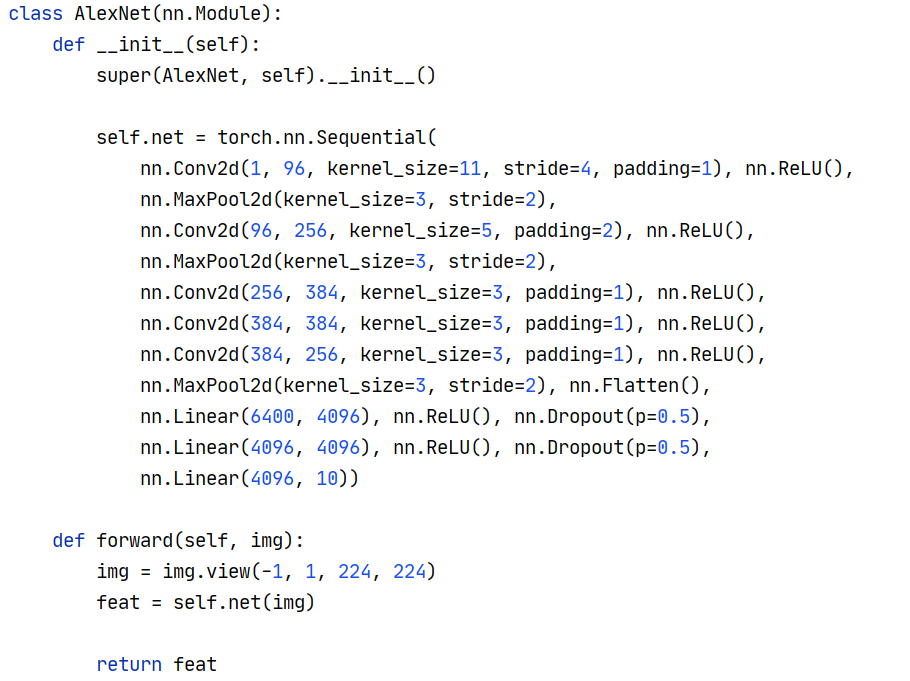 class AlexNet(nn.Module):
    def __init__(self):
        super(AlexNet, self).__init__()

        self.net = torch.nn.Sequential(
            nn.Conv2d(1, 96, kernel_size=11, stride=4, padding=1), nn.ReLU(),
            nn.MaxPool2d(kernel_size=3, stride=2),
            nn.Conv2d(96, 256, kernel_size=5, padding=2), nn.ReLU(),
            nn.MaxPool2d(kernel_size=3, stride=2),
            nn.Conv2d(256, 384, kernel_size=3, padding=1), nn.ReLU(),
            nn.Conv2d(384, 384, kernel_size=3, padding=1), nn.ReLU(),
            nn.Conv2d(384, 256, kernel_size=3, padding=1), nn.ReLU(),
            nn.MaxPool2d(kernel_size=3, stride=2), nn.Flatten(),
            nn.Linear(6400, 4096), nn.ReLU(), nn.Dropout(p=0.5),
            nn.Linear(4096, 4096), nn.ReLU(), nn.Dropout(p=0.5),
            nn.Linear(4096, 10))

    def forward(self, img):
        img = img.view(-1, 1, 224, 224)
        feat = self.net(img)

        return feat